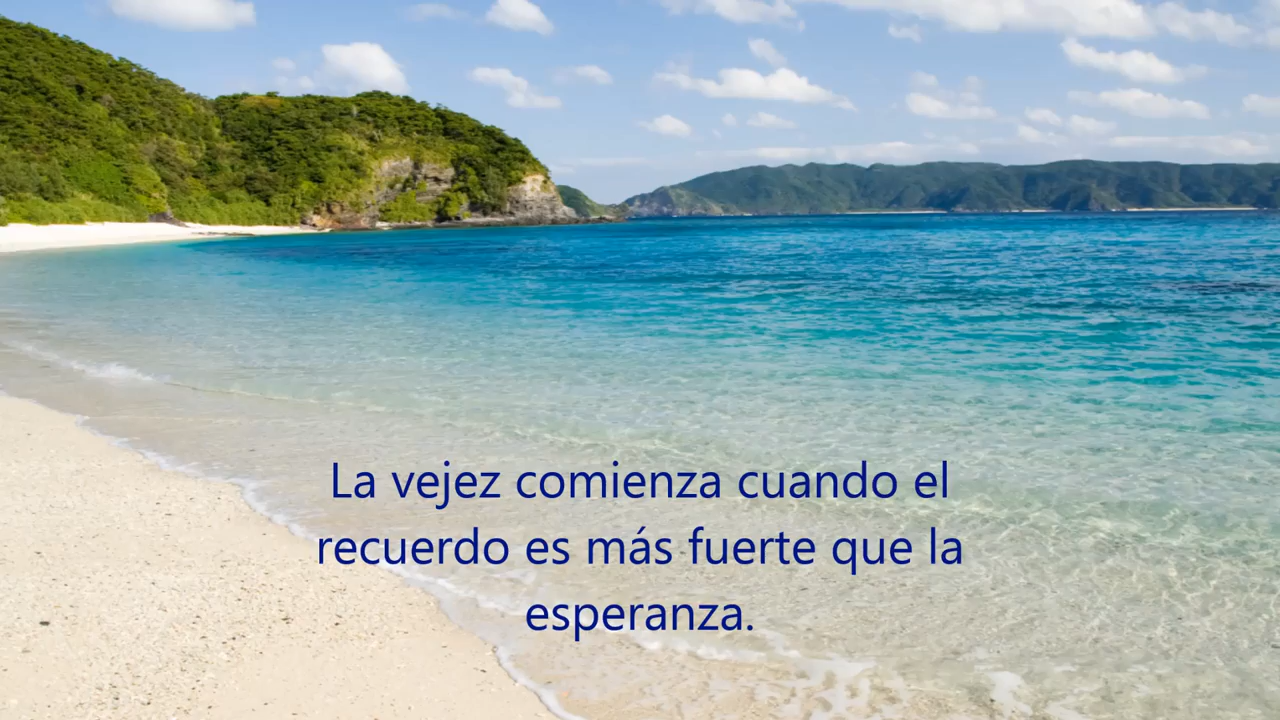 La vejez comienza cuando el
recuerdo es más fuerte que la
esperanza.